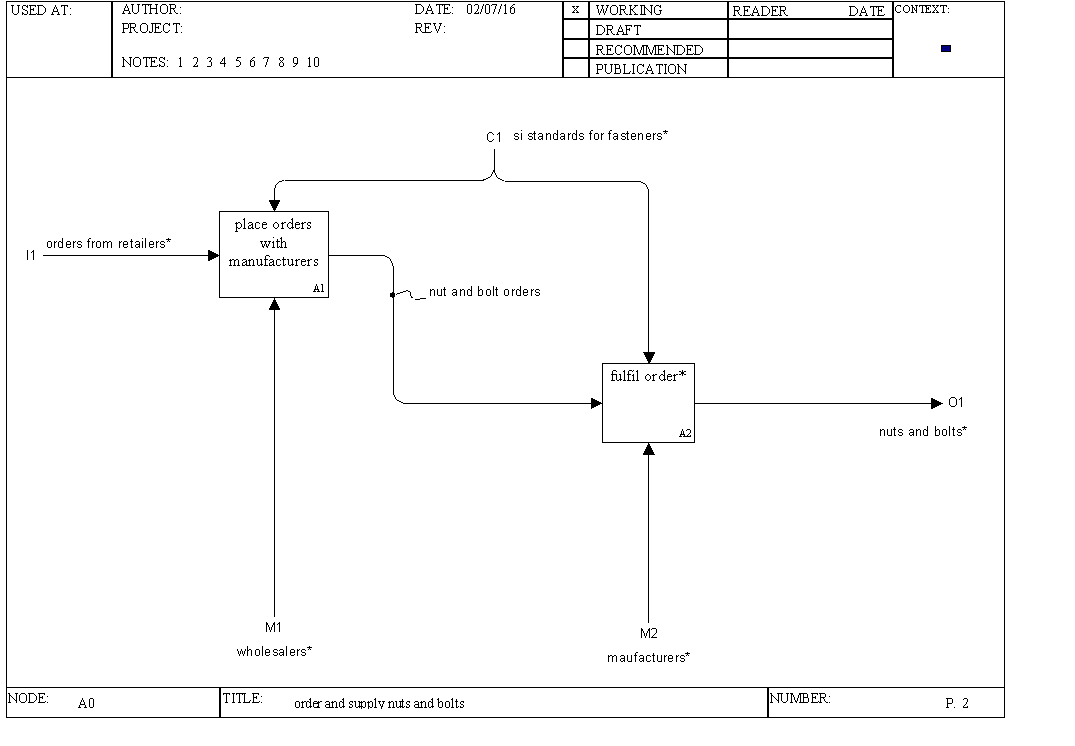 USED AT:
AUTHOR:
DATE: 02/07/16
PROJECT:
REV:
NOTES: 1 2 3 4 5 6 7 8 9 10
X WORKING
DRAFT
RECOMMENDED
PUBLICATION
READER DATE
CONTEXT:
C1 si standards for fasteners*
I1 orders from retailers*
place orders
with
manufacturers
A1
nut and bolt orders
fulfil order*
A2
O1
nuts and bolts*
M1
wholesalers*
M2
maufacturers*
NODE: A0
TITLE: order and supply nuts and bolts
NUMBER: P. 2